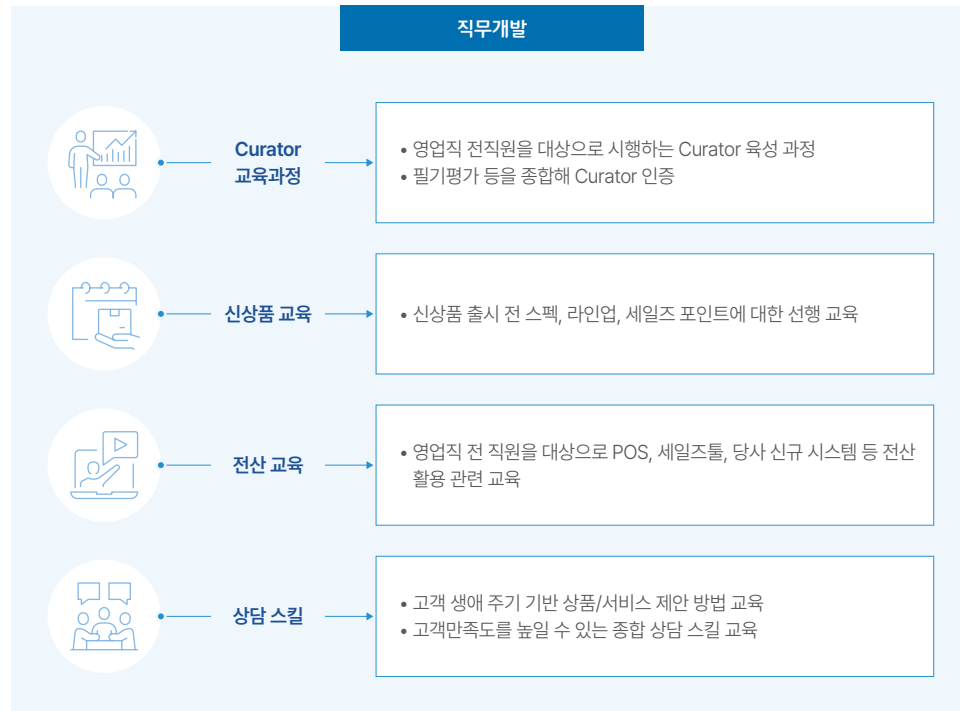 직무개발
Curator
교육과정
• 영업직 전직원을 대상으로 시행하는 Curator 육성 과정
• 필기평가 등을 종합해 Curator 인증
신상품 교육
• 신상품 출시 전 스펙, 라인업, 세일즈 포인트에 대한 선행 교육
전산 교육
• 영업직 전 직원을 대상으로 POS, 세일즈툴, 당사 신규 시스템 등 전산
활용 관련 교육
상담 스킬
• 고객 생애 주기 기반 상품/서비스 제안 방법 교육
• 고객만족도를 높일 수 있는 종합 상담 스킬 교육